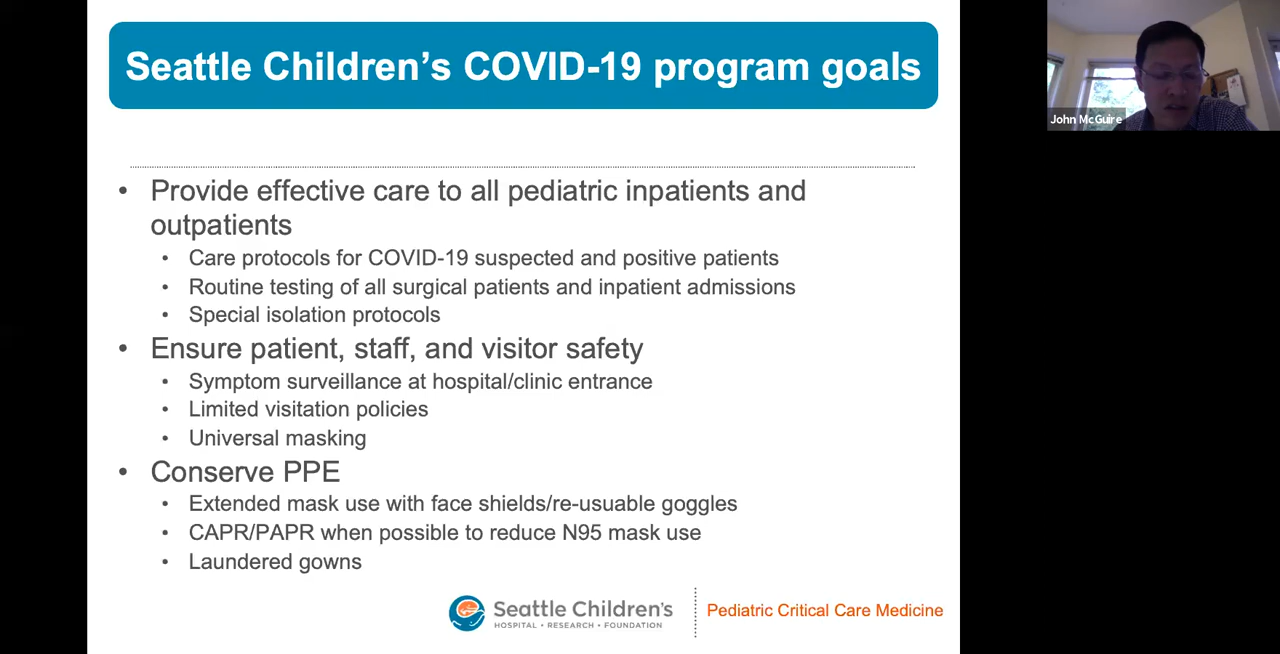 Seattle Children's COVID-19 program goals
John McGuire
• Provide effective care to all pediatric inpatients and
outpatients
• Care protocols for COVID-19 suspected and positive patients
• Routine testing of all surgical patients and inpatient admissions
• Special isolation protocols
• Ensure patient, staff, and visitor safety
• Symptom surveillance at hospital/clinic entrance
• Limited visitation policies
• Universal masking
• Conserve PPE
• Extended mask use with face shields/re-usuable goggles
• CAPR/PAPR when possible to reduce N95 mask use
• Laundered gowns
Seattle Children's
HOSPITAL • RESEARCH • FOUNDATION
Pediatric Critical Care Medicine